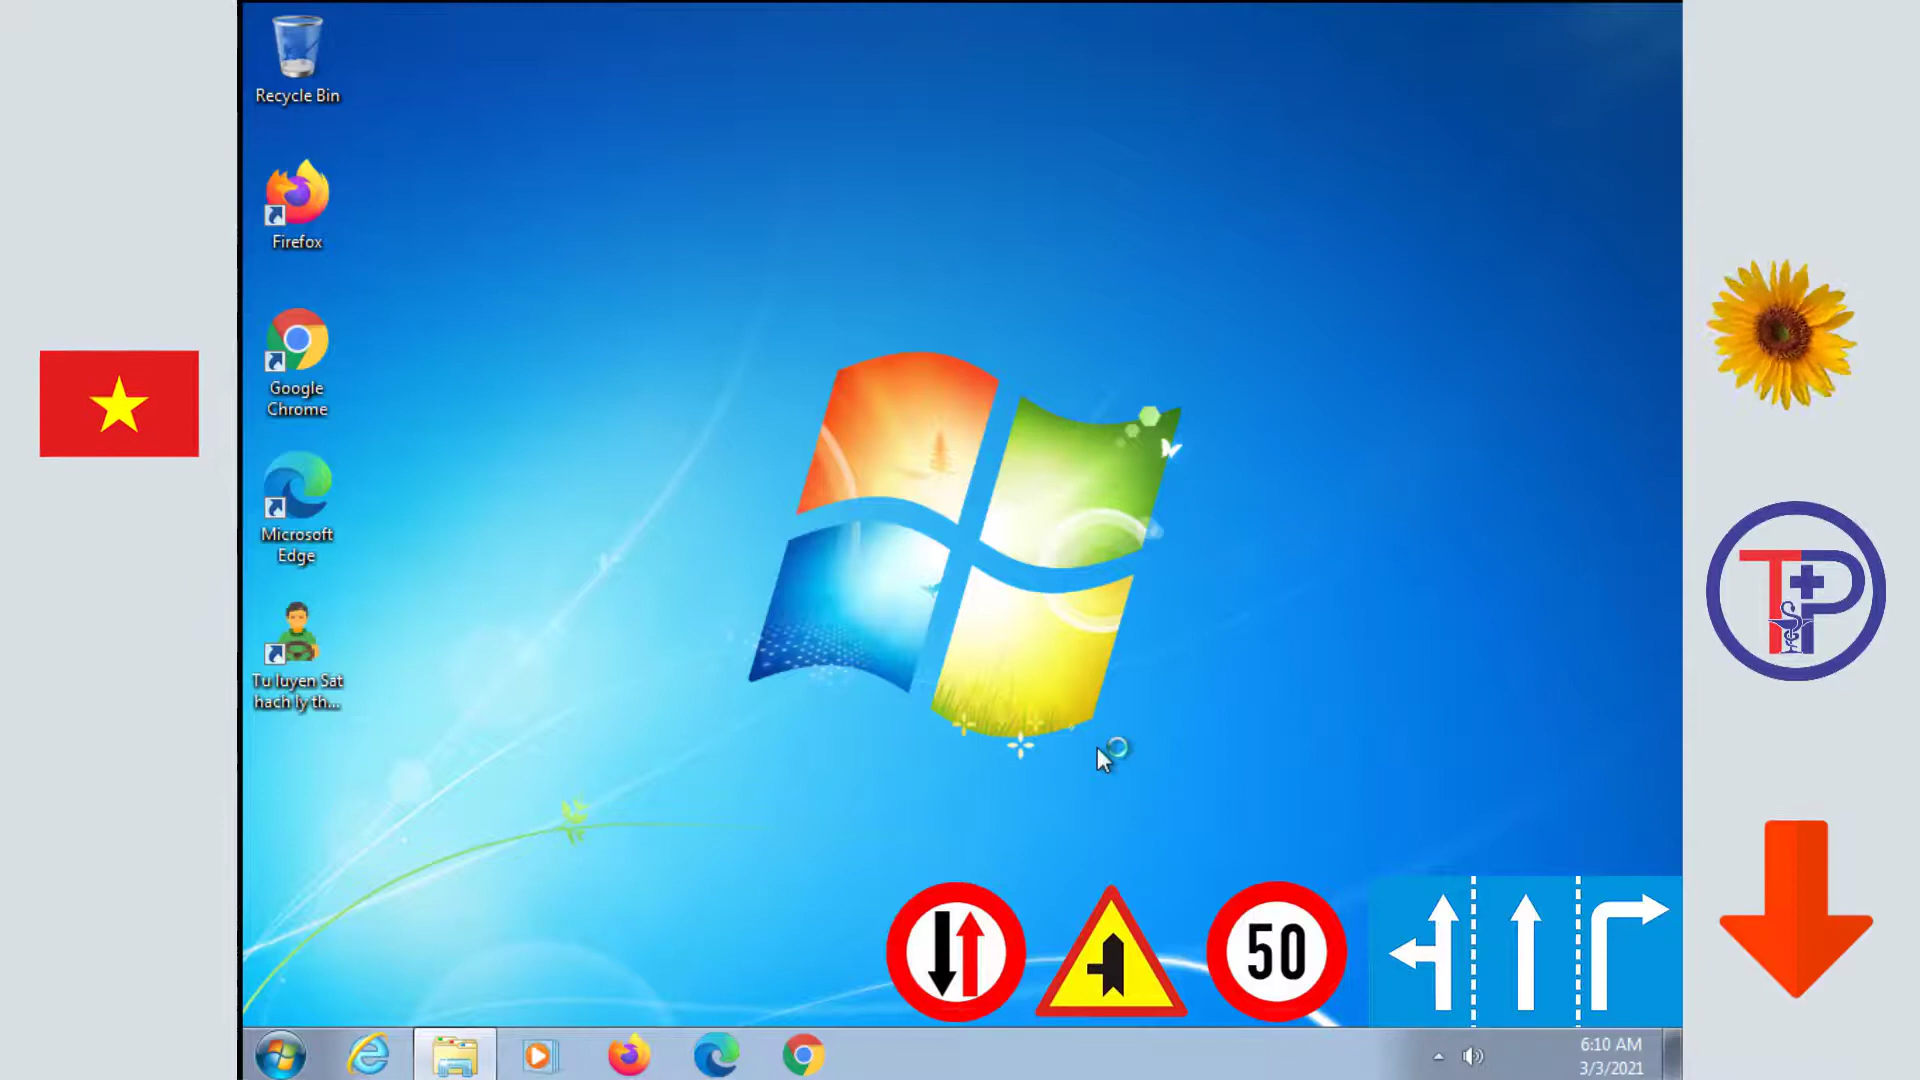 Recycle Bin
Firefox
Google
Chrome
Microsoft
Edge
Tu luyen Sat
hach ly th...
TP
50
6:10 AM
3/3/2021